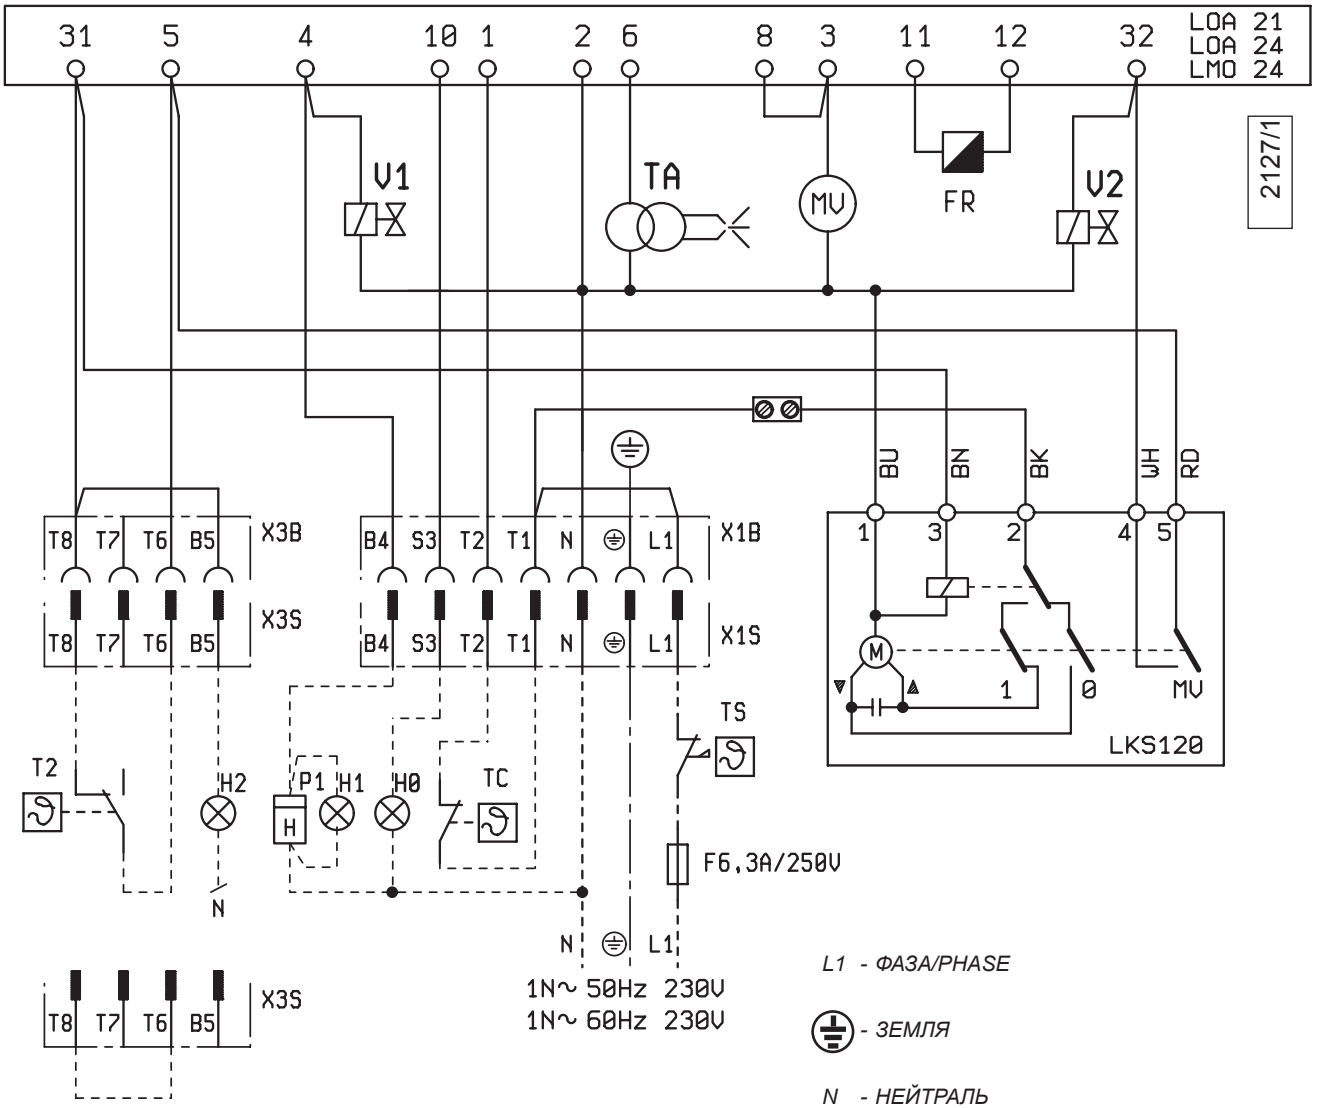 31 5 4 10 1 2 6 8 3 11 12 32
LOA 21
LOA 24
LMO 24
2127/1
V1
TA
MV
FR
V2
BU BN BK WH RD
T8 T7 T6 B5 X3B
B4 S3 T2 T1 N L1 X1B
1 3 2 4 5
X3S
T8 T7 T6 B5
X1S
B4 S3 T2 T1 N L1
M
1 0 MV
LKS120
TS
T2
H2
P1 H1 H0
TC
H
F6,3A/250V
N
N L1
1N~ 50Hz 230V
1N~ 60Hz 230V
X3S
T8 T7 T6 B5
L1 - ФАЗА/PHASE
- ЗЕМЛЯ
N - НЕЙТРАЛЬ